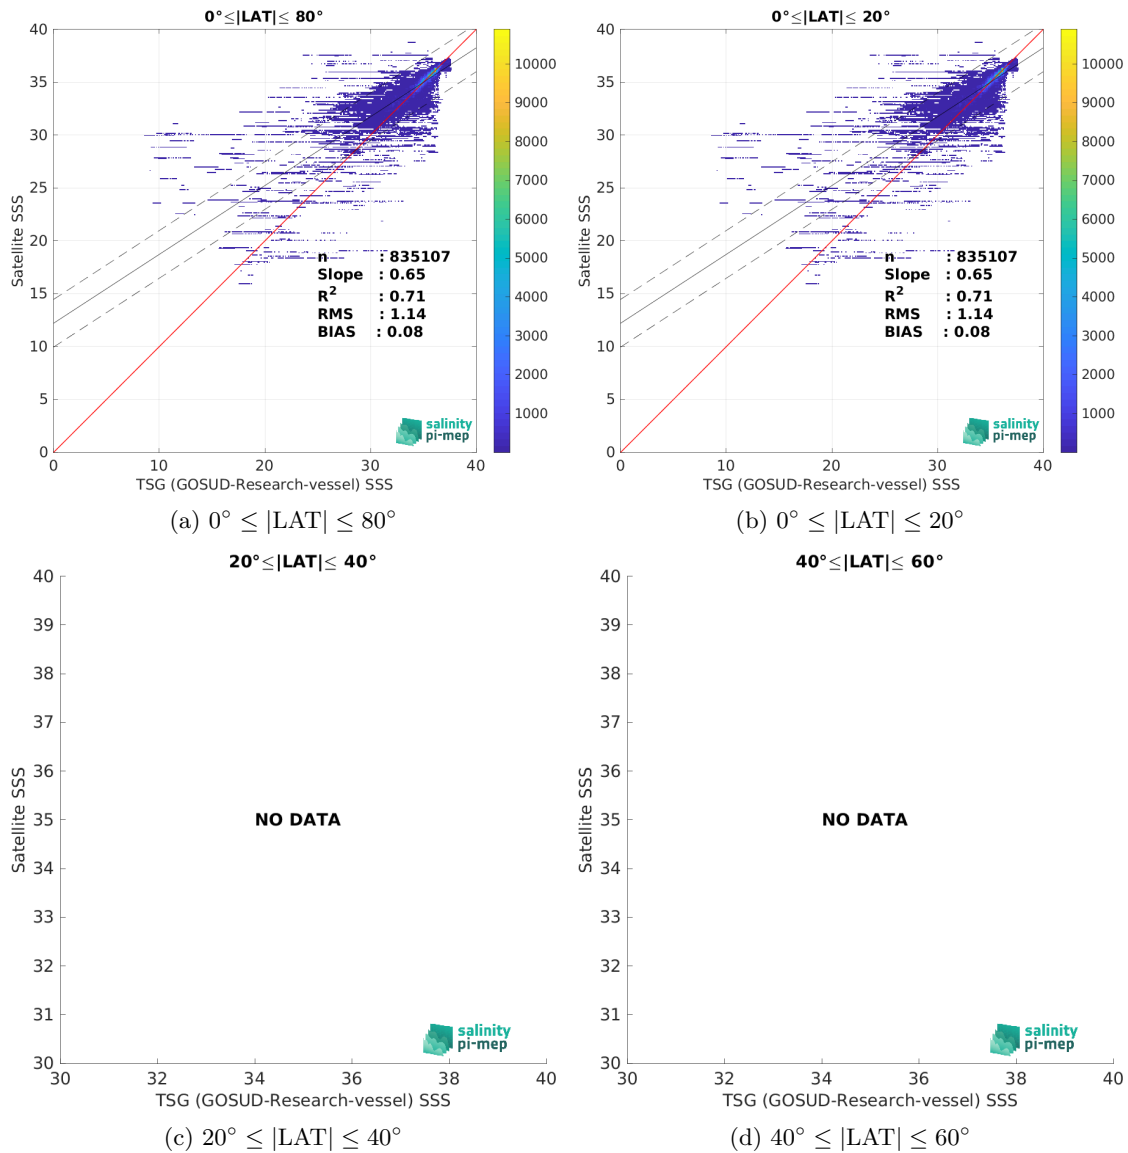 0°≤|LAT|≤ 80°
40
35
30
25
20
15
10
5
0
Satellite SSS
0
10
20
30
40
TSG (GOSUD-Research-vessel) SSS
n : 835107
Slope : 0.65
R² : 0.71
RMS : 1.14
BIAS : 0.08
salinity
pi-mep
10000
9000
8000
7000
6000
5000
4000
3000
2000
1000
(a) 0° ≤ |LAT| ≤ 80°
0°≤|LAT|≤ 20°
40
35
30
25
20
15
10
5
0
Satellite SSS
0
10
20
30
40
TSG (GOSUD-Research-vessel) SSS
n : 835107
Slope : 0.65
R² : 0.71
RMS : 1.14
BIAS : 0.08
salinity
pi-mep
10000
9000
8000
7000
6000
5000
4000
3000
2000
1000
(b) 0° ≤ |LAT| ≤ 20°
20°≤|LAT|≤ 40°
40
39
38
37
36
35
34
33
32
31
30
Satellite SSS
NO DATA
salinity
pi-mep
30
32
34
36
38
40
TSG (GOSUD-Research-vessel) SSS
(c) 20° ≤ |LAT| ≤ 40°
40°≤|LAT|≤ 60°
40
39
38
37
36
35
34
33
32
31
30
Satellite SSS
NO DATA
salinity
pi-mep
30
32
34
36
38
40
TSG (GOSUD-Research-vessel) SSS
(d) 40° ≤ |LAT| ≤ 60°